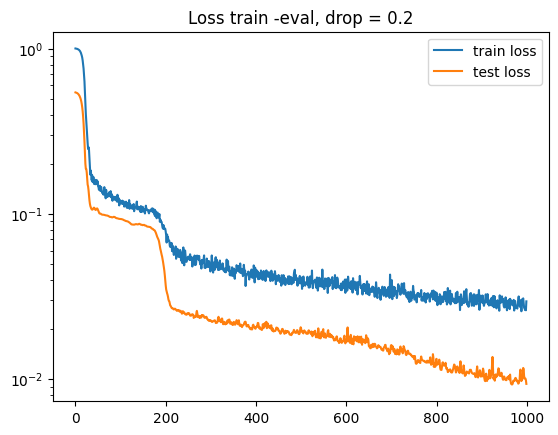 Loss train -eval, drop = 0.2
train loss
test loss
10⁰
10⁻¹
10⁻²
0 200 400 600 800 1000